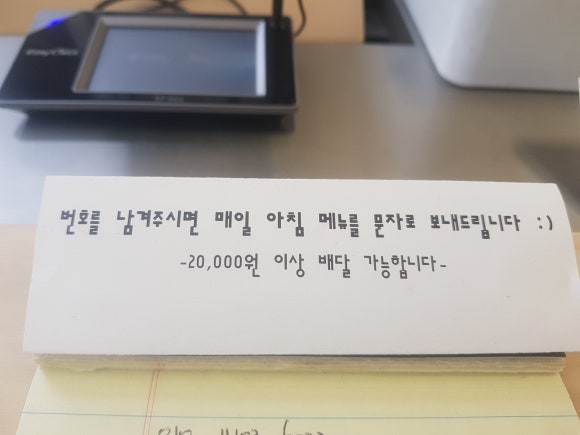 번호를 남겨주시면 매일 아침 메뉴를 문자로 보내드립니다 :)
-20,000원 이상 배달 가능합니다-